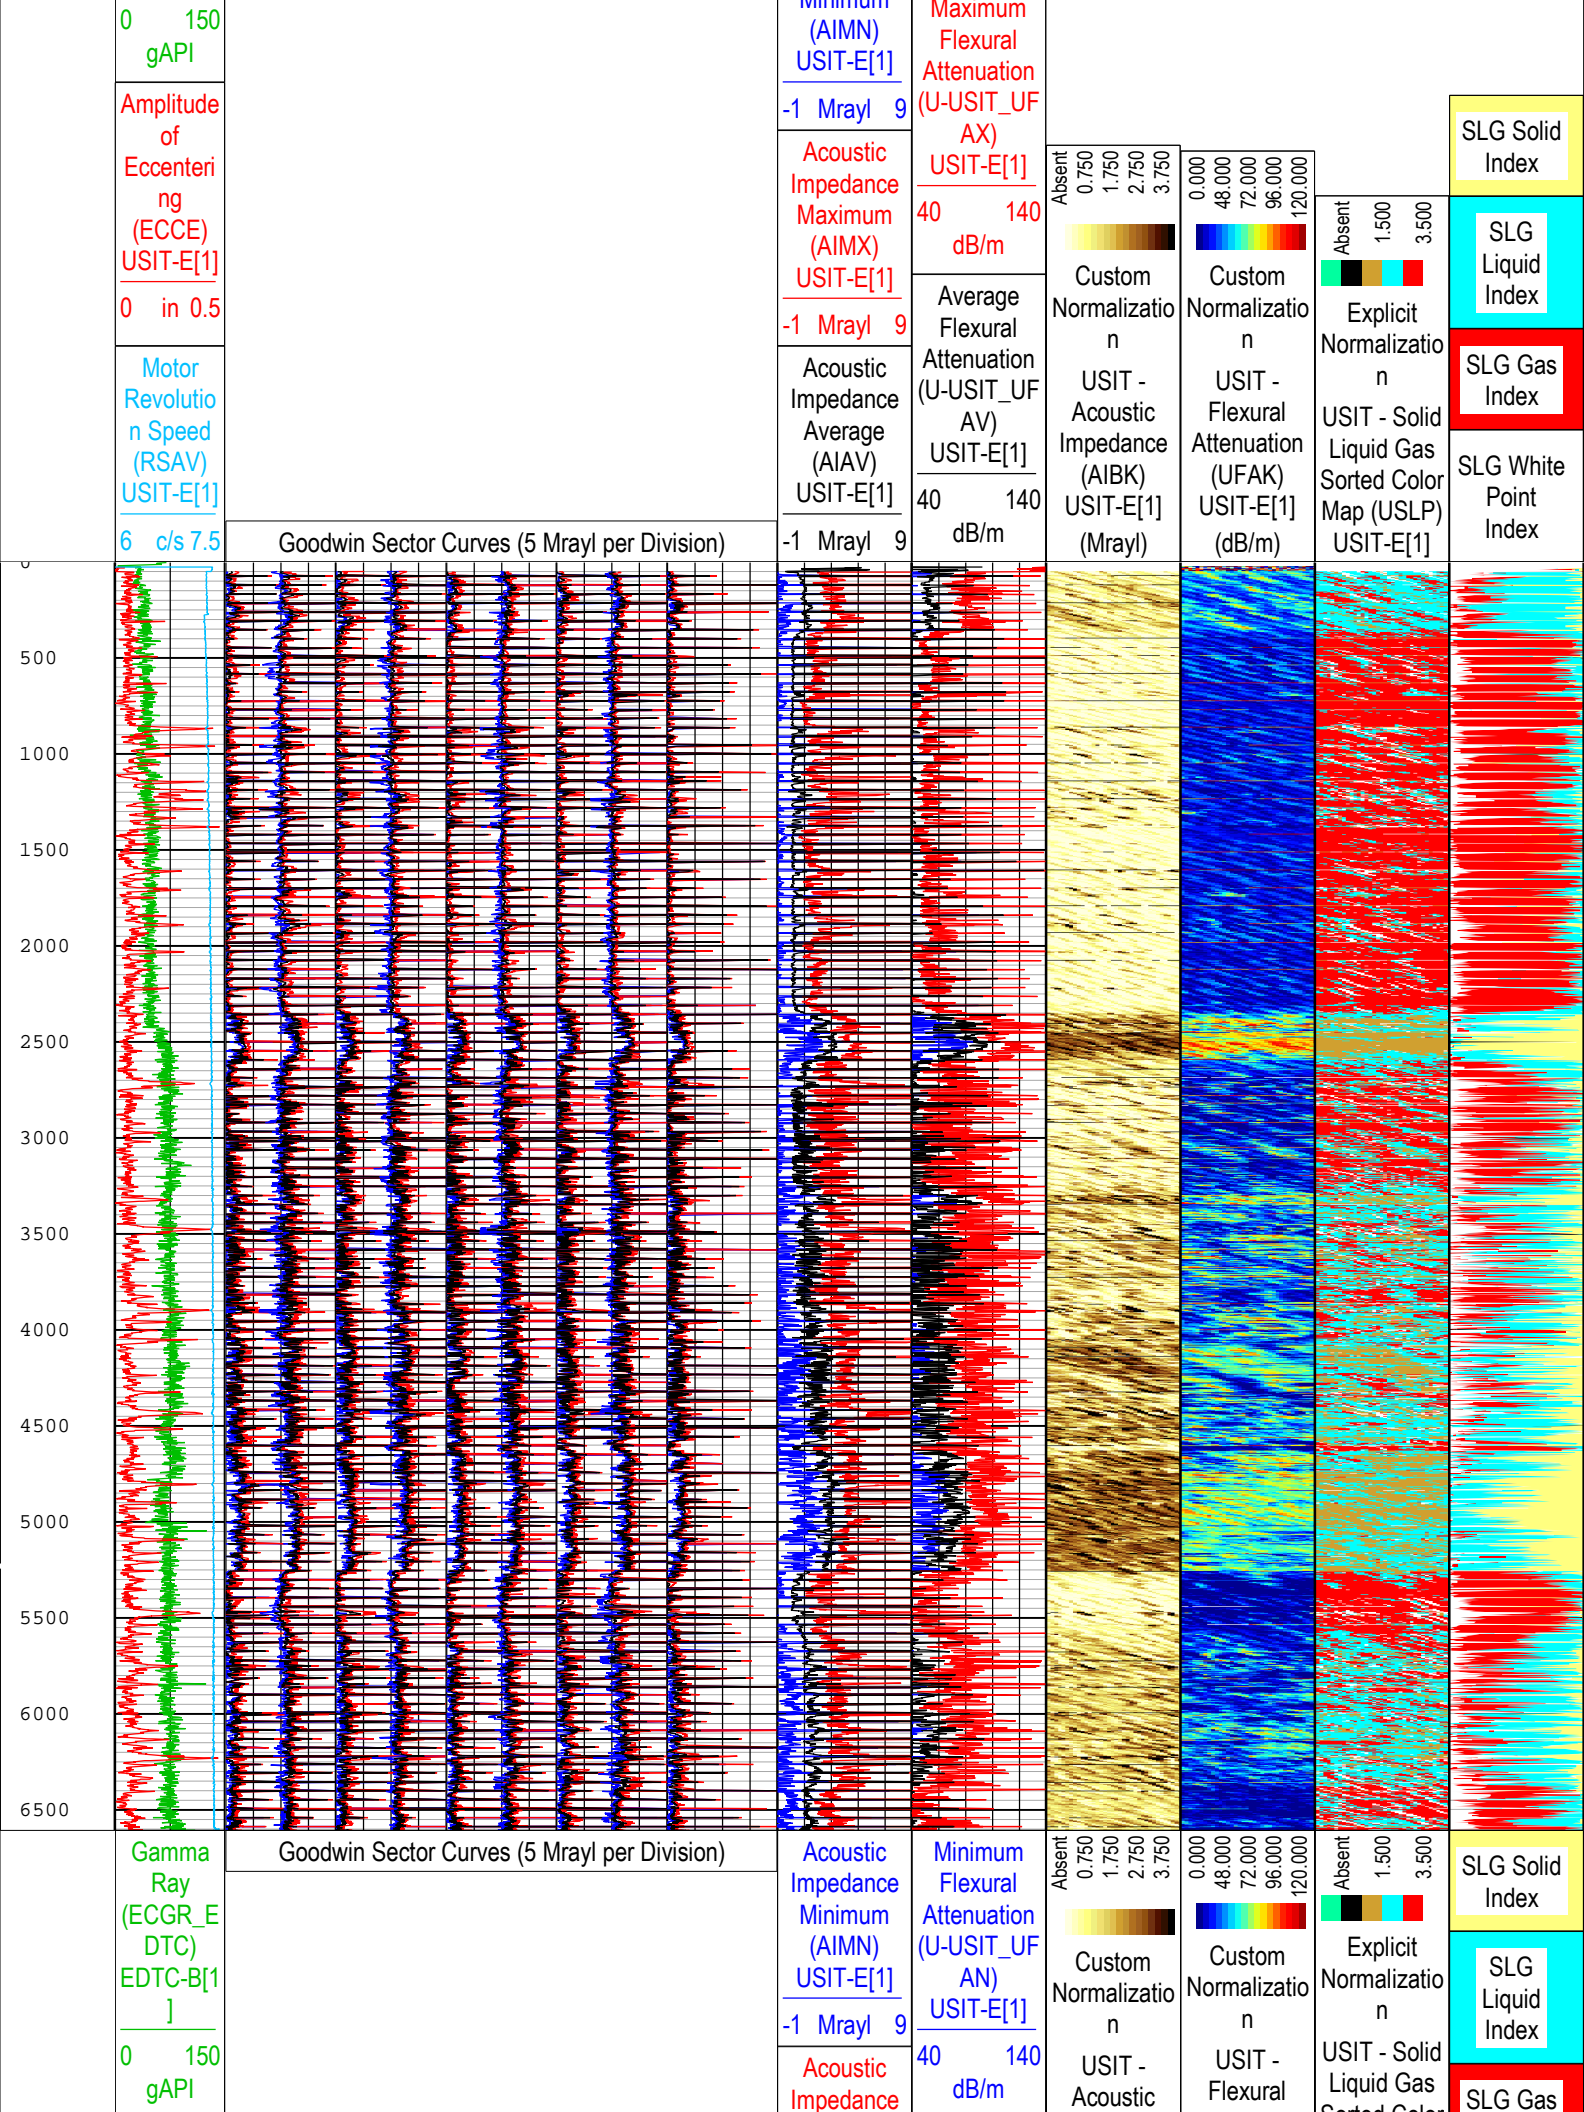 0 150
gAPI
Amplitude
of
Eccenteri
ng
(ECCE)
USIT-E[1]
0 in 0.5
Motor
Revolutio
n Speed
(RSAV)
USIT-E[1]
6 c/s 7.5
Goodwin Sector Curves (5 Mrayl per Division)
Minimum
(AIMN)
USIT-E[1]
-1 Mrayl 9
Acoustic
Impedance
Maximum
(AIMX)
USIT-E[1]
-1 Mrayl 9
Acoustic
Impedance
Average
(AIAV)
USIT-E[1]
-1 Mrayl 9
Maximum
Flexural
Attenuation
(U-USIT_UF
AX)
USIT-E[1]
40 140
dB/m
Average
Flexural
Attenuation
(U-USIT_UF
AV)
USIT-E[1]
40 140
dB/m
Absent
0.750
1.750
2.750
3.750
Custom
Normalizatio
n
USIT -
Acoustic
Impedance
(AIBK)
USIT-E[1]
(Mrayl)
0.000
48.000
72.000
96.000
120.000
Custom
Normalizatio
n
USIT -
Flexural
Attenuation
(UFAK)
USIT-E[1]
(dB/m)
Absent
1.500
3.500
Explicit
Normalizatio
n
USIT - Solid
Liquid Gas
Sorted Color
Map (USLP)
USIT-E[1]
SLG Solid
Index
SLG
Liquid
Index
SLG Gas
Index
SLG White
Point
Index
0
500
1000
1500
2000
2500
3000
3500
4000
4500
5000
5500
6000
6500
Gamma
Ray
(ECGR_E
DTC)
EDTC-B[1
]
0 150
gAPI
Goodwin Sector Curves (5 Mrayl per Division)
Acoustic
Impedance
Minimum
(AIMN)
USIT-E[1]
-1 Mrayl 9
Acoustic
Impedance
Minimum
Flexural
Attenuation
(U-USIT_UF
AN)
USIT-E[1]
40 140
dB/m
Absent
0.750
1.750
2.750
3.750
Custom
Normalizatio
n
USIT -
Acoustic
0.000
48.000
72.000
96.000
120.000
Custom
Normalizatio
n
USIT -
Flexural
Absent
1.500
3.500
Explicit
Normalizatio
n
USIT - Solid
Liquid Gas
Sorted Color
SLG Solid
Index
SLG
Liquid
Index
SLG Gas